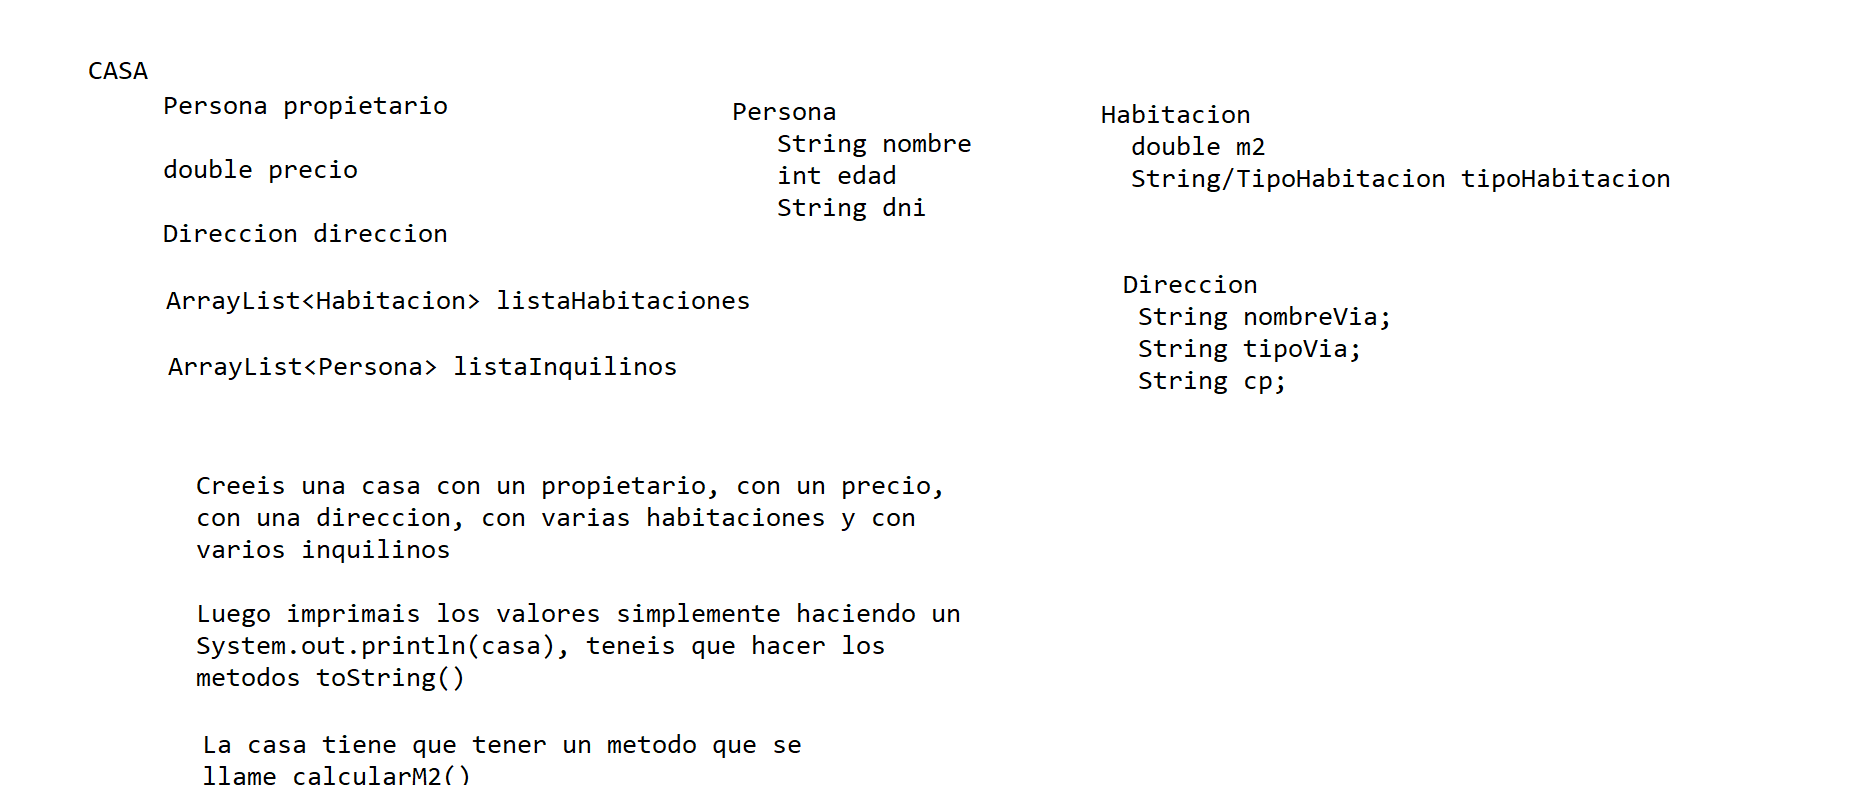 CASA
Persona propietario
double precio
Direccion direccion
ArrayList<Habitacion> listaHabitaciones
ArrayList<Persona> listaInquilinos
Persona
String nombre
int edad
String dni
Habitacion
double m2
String/TipoHabitacion tipoHabitacion
Direccion
String nombreVia;
String tipoVia;
String cp;
Creeis una casa con un propietario, con un precio,
con una direccion, con varias habitaciones y con
varios inquilinos
Luego imprimais los valores simplemente haciendo un
System.out.println(casa), teneis que hacer los
metodos toString()
La casa tiene que tener un metodo que se
llame calcularM2()